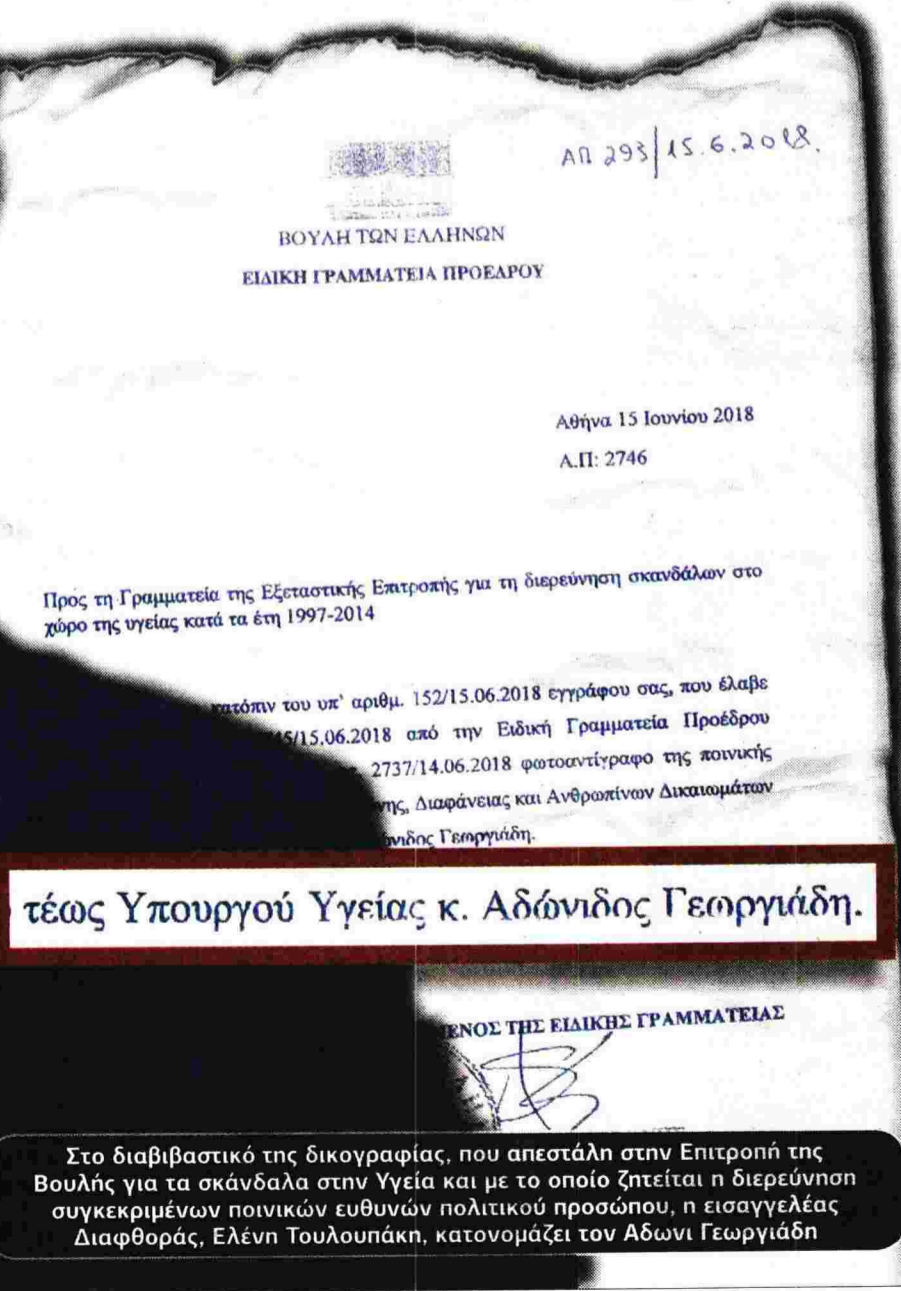 ΑΠ 293/15.6.2018.
ΒΟΥΛΗ ΤΩΝ ΕΛΛΗΝΩΝ
ΕΙΔΙΚΗ ΓΡΑΜΜΑΤΕΙΑ ΠΡΟΕΔΡΟΥ
Αθήνα 15 Ιουνίου 2018
Α.Π: 2746
Προς τη Γραμματεία της Εξεταστικής Επιτροπής για τη διερεύνηση σκανδάλων στο
χώρο της υγείας κατά τα έτη 1997-2014
κατόπιν του υπ' αριθμ. 152/15.06.2018 εγγράφου σας, που έλαβε
5/15.06.2018 από την Ειδική Γραμματεία Προέδρου
2737/14.06.2018 φωτοαντίγραφο της ποινικής
νης, Διαφάνειας και Ανθρωπίνων Δικαιωμάτων
ώνιδος Γεωργιάδη.
τέως Υπουργού Υγείας κ. Αδώνιδος Γεωργιάδη.
ΕΝΟΣ ΤΗΣ ΕΙΔΙΚΗΣ ΓΡΑΜΜΑΤΕΙΑΣ
Στο διαβιβαστικό της δικογραφίας, που απεστάλη στην Επιτροπή της
Βουλής για τα σκάνδαλα στην Υγεία και με το οποίο ζητείται η διερεύνηση
συγκεκριμένων ποινικών ευθυνών πολιτικού προσώπου, η εισαγγελέας
Διαφθοράς, Ελένη Τουλουπάκη, κατονομάζει τον Αδωνι Γεωργιάδη